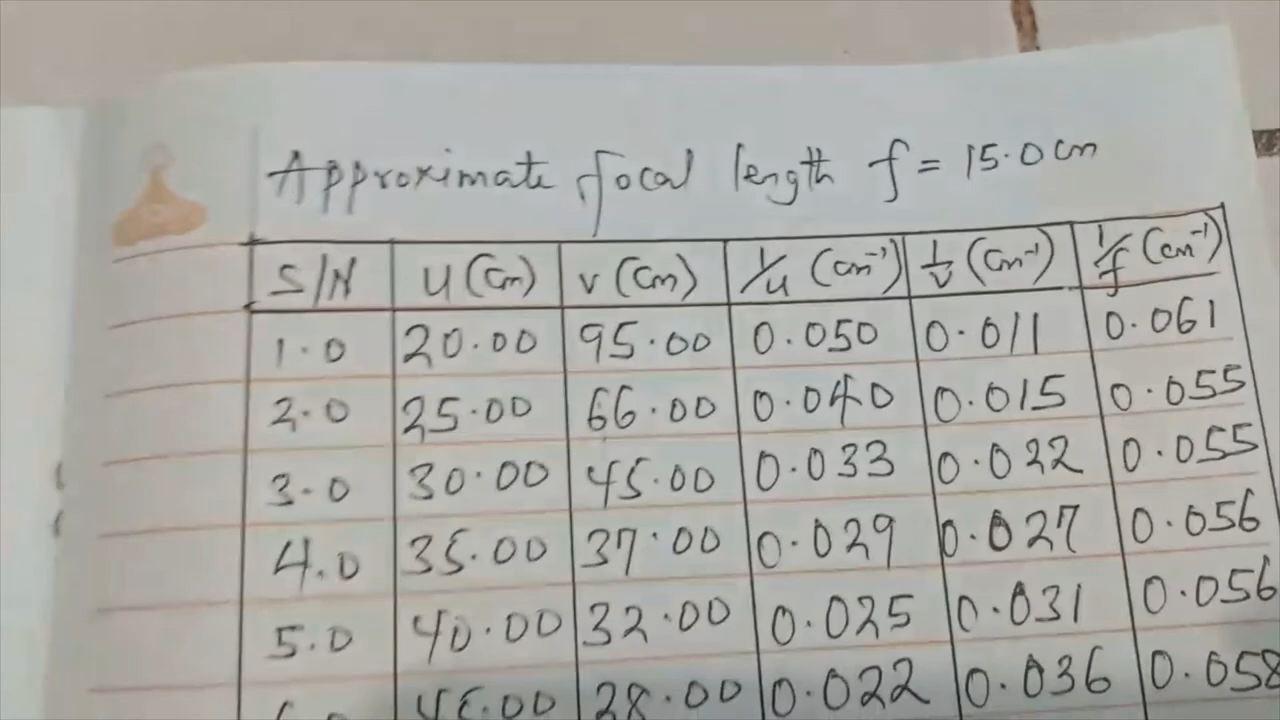 Approximate focal length f = 15.0 cm
S/N U (cm) v (cm) 1/u (cm⁻¹) 1/v (cm⁻¹) 1/f (cm⁻¹)
1.0 20.00 95.00 0.050 0.011 0.061
2.0 25.00 66.00 0.040 0.015 0.055
3.0 30.00 45.00 0.033 0.022 0.055
4.0 35.00 37.00 0.029 0.027 0.056
5.0 40.00 32.00 0.025 0.031 0.056
45.00 28.00 0.022 0.036 0.058